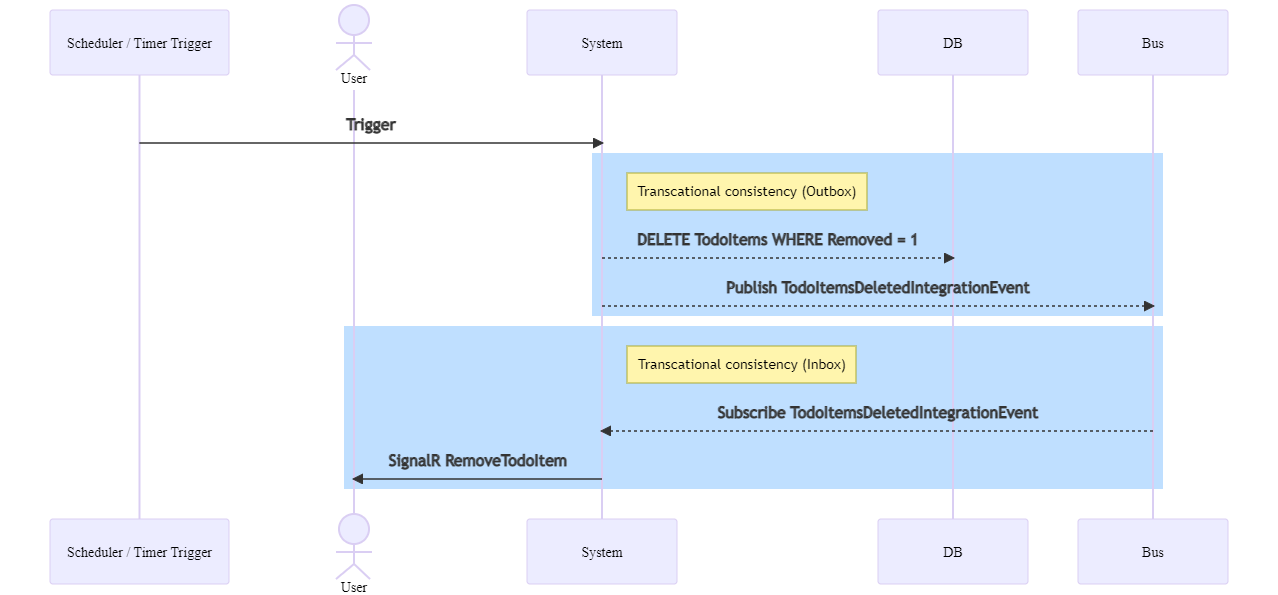 Scheduler / Timer Trigger
User
System
DB
Bus
Trigger
Transcational consistency (Outbox)
DELETE TodoItems WHERE Removed = 1
Publish TodoItemsDeletedIntegrationEvent
Transcational consistency (Inbox)
Subscribe TodoItemsDeletedIntegrationEvent
SignalR RemoveTodoItem
Scheduler / Timer Trigger
User
System
DB
Bus